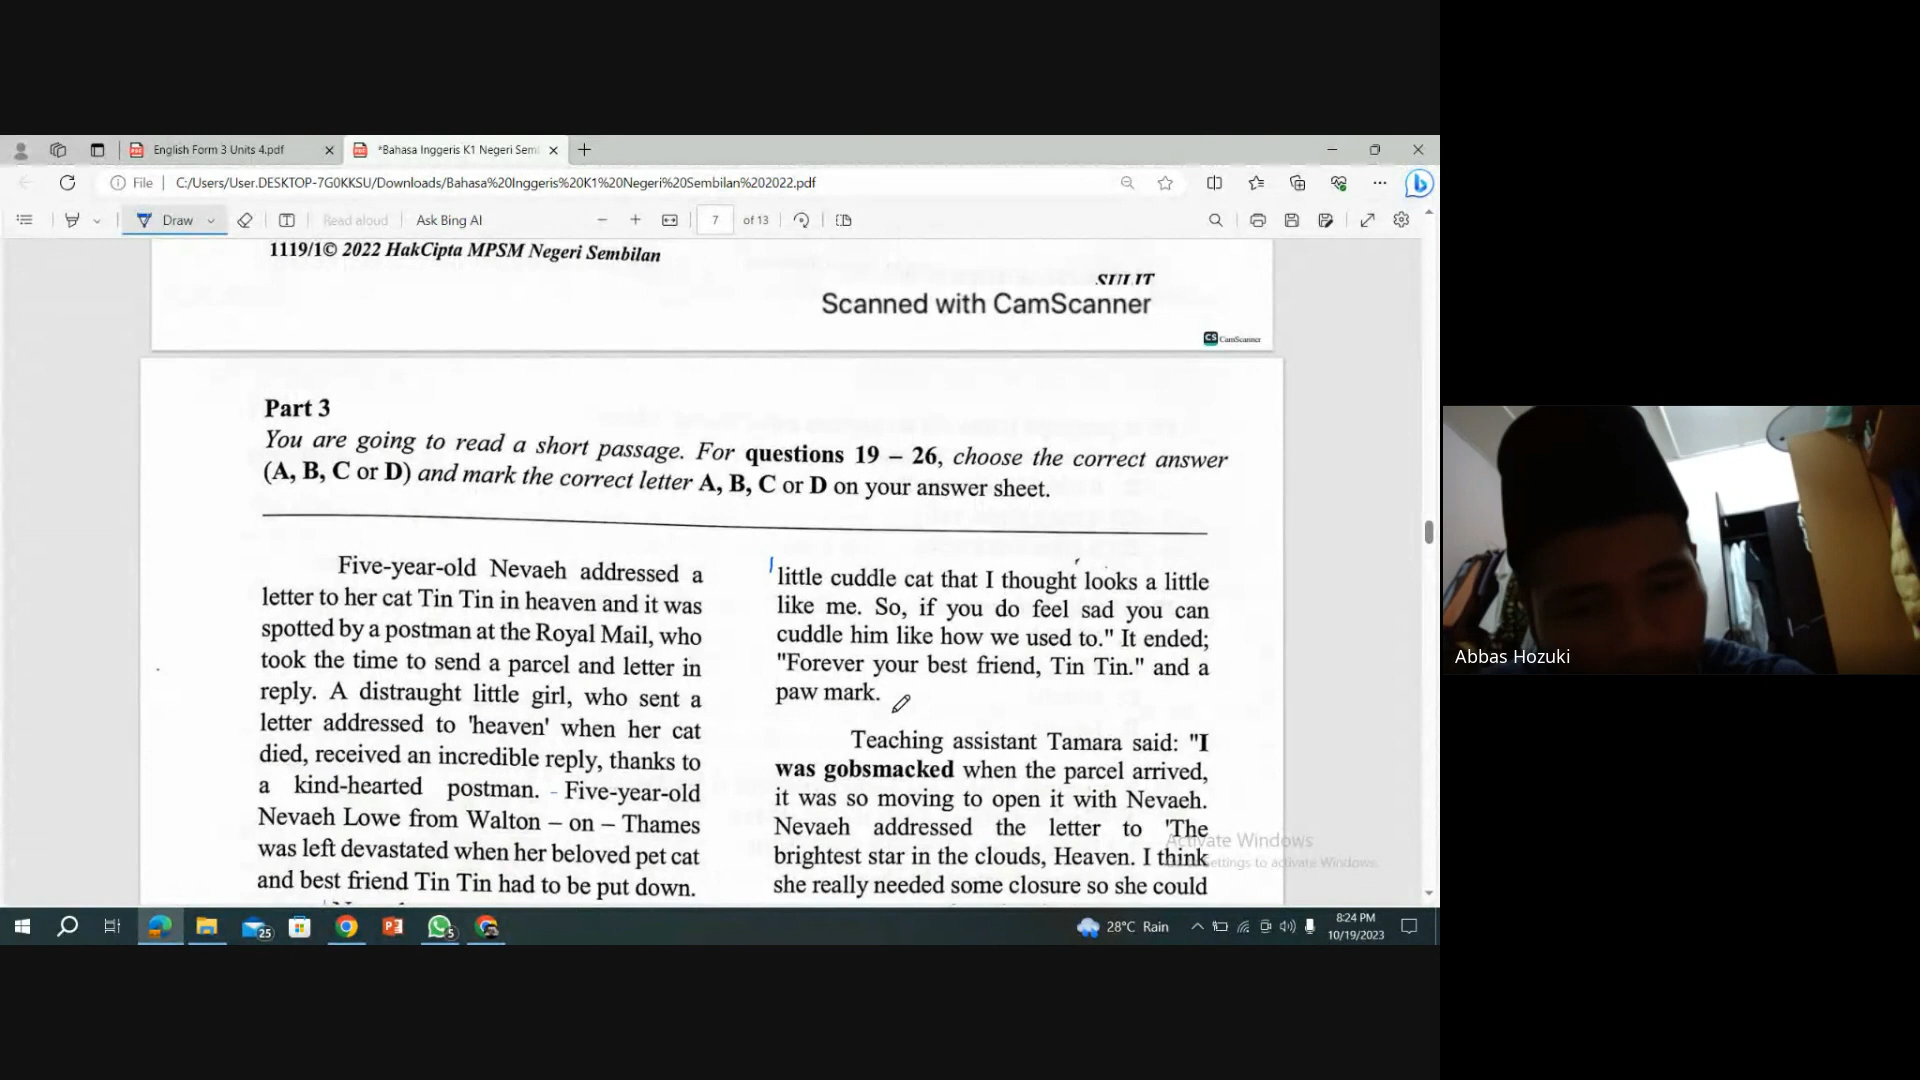 English Form 3 Units 4.pdf
*Bahasa Inggeris K1 Negeri Sem
File
C:/Users/User.DESKTOP-7G0KKSU/Downloads/Bahasa%20Inggeris%20K1%20Negeri%20Sembilan%202022.pdf
Draw
Read aloud
Ask Bing AI
7
of 13
1119/1© 2022 HakCipta MPSM Negeri Sembilan
SULIT
Scanned with CamScanner
CS CamScanner
Part 3
You are going to read a short passage. For questions 19 – 26, choose the correct answer
(A, B, C or D) and mark the correct letter A, B, C or D on your answer sheet.
Five-year-old Nevaeh addressed a
letter to her cat Tin Tin in heaven and it was
spotted by a postman at the Royal Mail, who
took the time to send a parcel and letter in
reply. A distraught little girl, who sent a
letter addressed to 'heaven' when her cat
died, received an incredible reply, thanks to
a kind-hearted postman. - Five-year-old
Nevaeh Lowe from Walton – on – Thames
was left devastated when her beloved pet cat
and best friend Tin Tin had to be put down.
little cuddle cat that I thought looks a little
like me. So, if you do feel sad you can
cuddle him like how we used to." It ended;
"Forever your best friend, Tin Tin." and a
paw mark.
Teaching assistant Tamara said: "I
was gobsmacked when the parcel arrived,
it was so moving to open it with Nevaeh.
Nevaeh addressed the letter to 'The
brightest star in the clouds, Heaven. I think
she really needed some closure so she could
Activate Windows
Settings to activate Windows.
Abbas Hozuki
25
5
28°C Rain
8:24 PM
10/19/2023